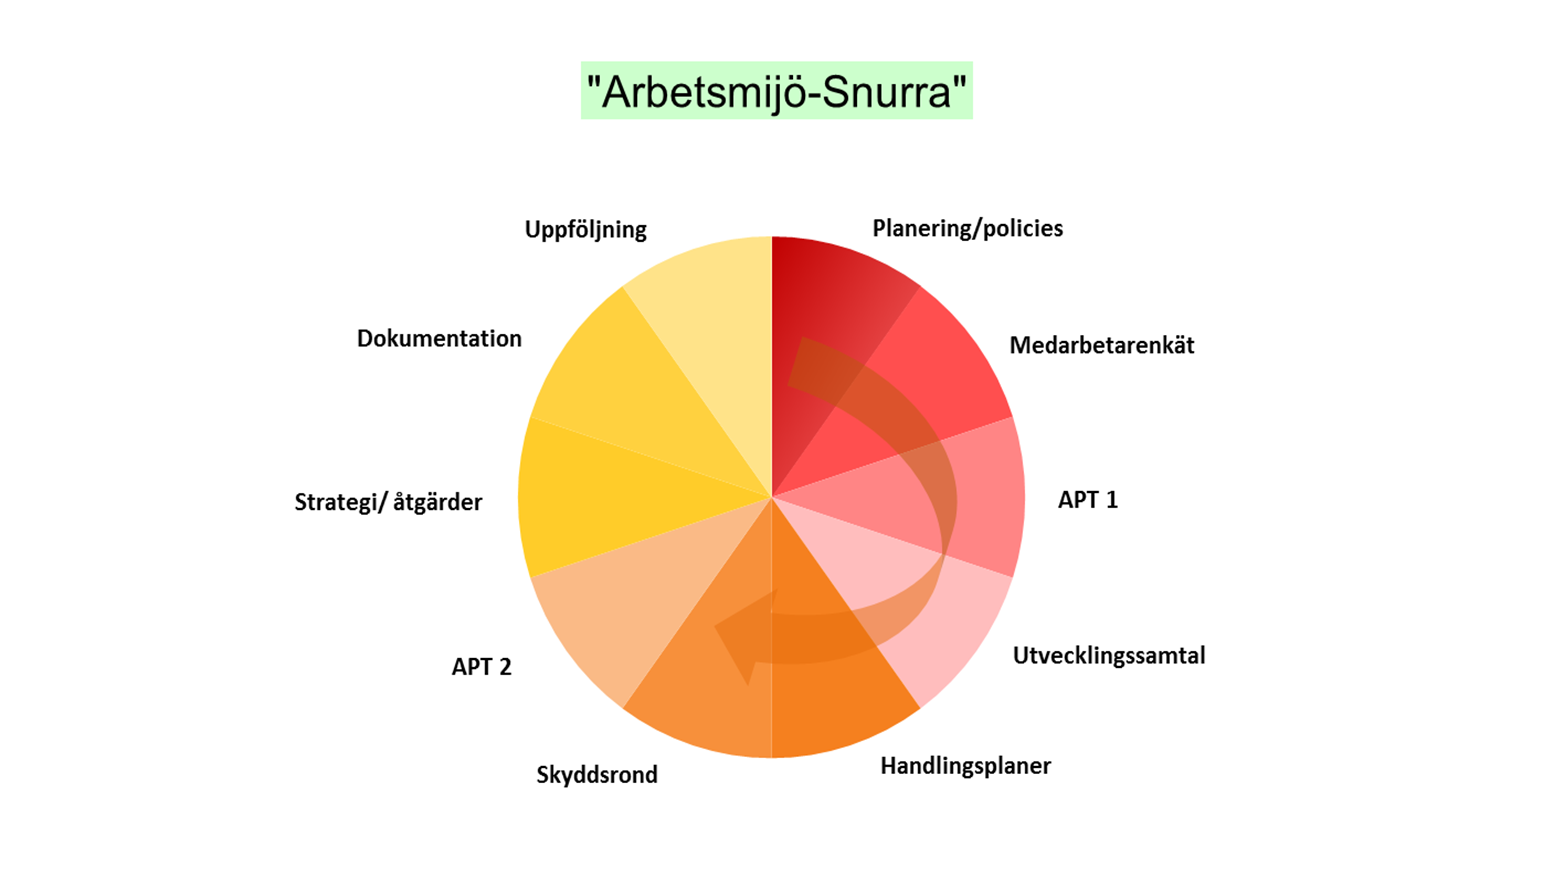 "Arbetsmijö-Snurra"
Planering/policies
Medarbetarenkät
APT 1
Utvecklingssamtal
Handlingsplaner
Skyddsrond
APT 2
Strategi/ åtgärder
Dokumentation
Uppföljning